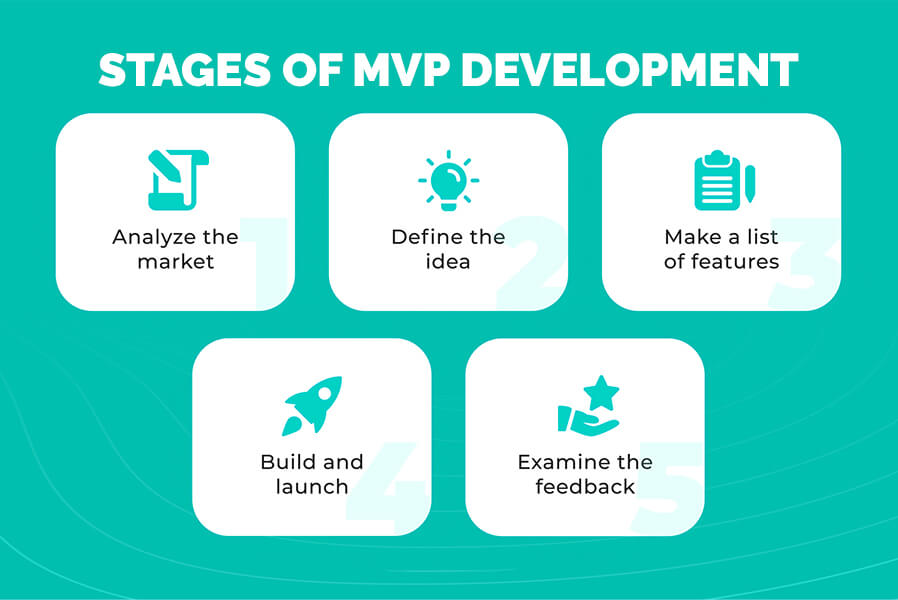 STAGES OF MVP DEVELOPMENT
1
Analyze the
market
2
Define the
idea
3
Make a list
of features
4
Build and
launch
5
Examine the
feedback